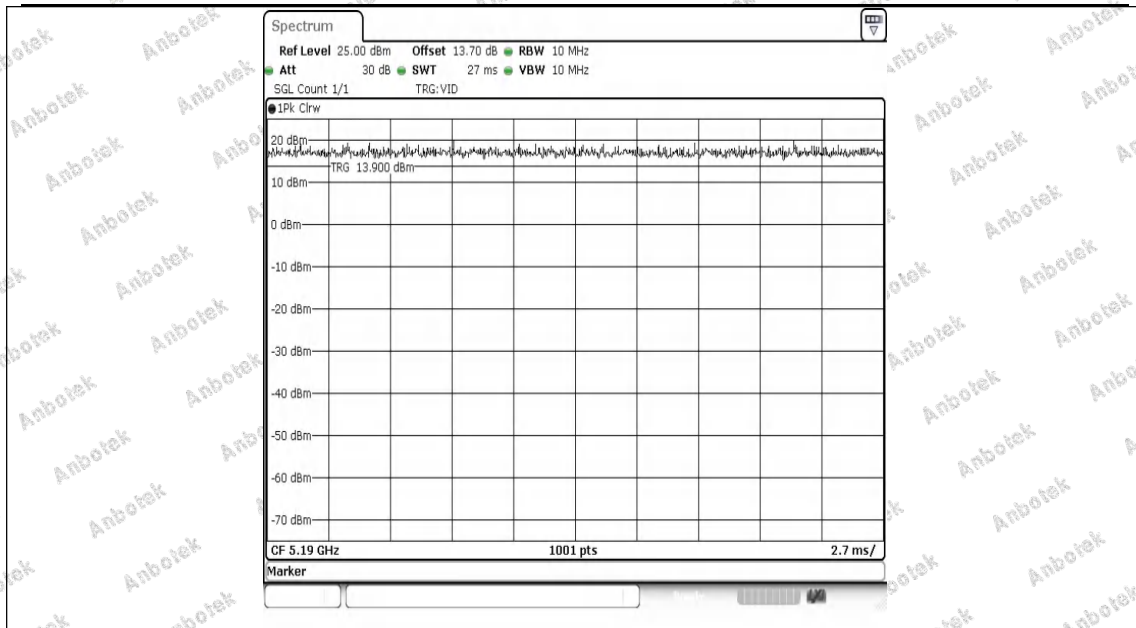 Spectrum
Ref Level 25.00 dBm Offset 13.70 dB RBW 10 MHz
Att 30 dB SWT 27 ms VBW 10 MHz
SGL Count 1/1 TRG:VID
1Pk Clrw
20 dBm
TRG 13.900 dBm
10 dBm
0 dBm
-10 dBm
-20 dBm
-30 dBm
-40 dBm
-50 dBm
-60 dBm
-70 dBm
CF 5.19 GHz 1001 pts 2.7 ms/
Marker
Anbotek